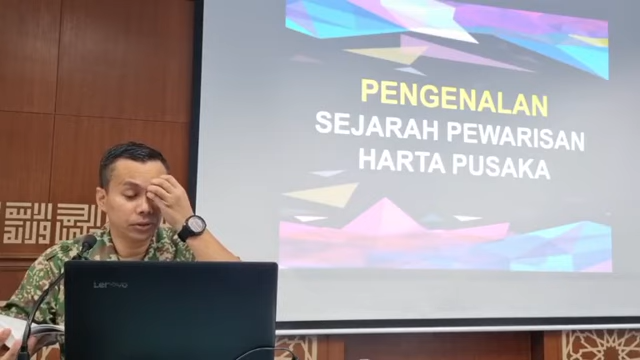 PENGENALAN
SEJARAH PEWARISAN
HARTA PUSAKA
Lenovo